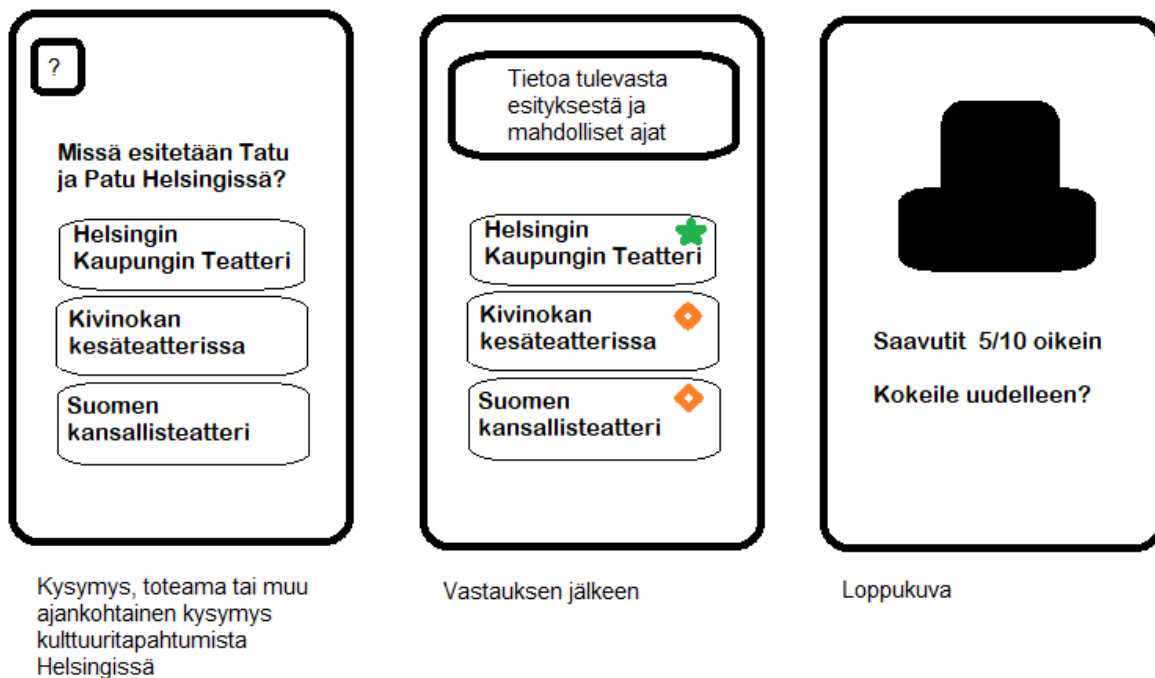 ?
Missä esitetään Tatu
ja Patu Helsingissä?
Helsingin
Kaupungin Teatteri
Kivinokan
kesäteatterissa
Suomen
kansallisteatteri
Kysymys, toteama tai muu
ajankohtainen kysymys
kulttuuritapahtumista
Helsingissä
Tietoa tulevasta
esityksestä ja
mahdolliset ajat
Helsingin
Kaupungin Teatteri
Kivinokan
kesäteatterissa
Suomen
kansallisteatteri
Vastauksen jälkeen
Saavutit 5/10 oikein
Kokeile uudelleen?
Loppukuva